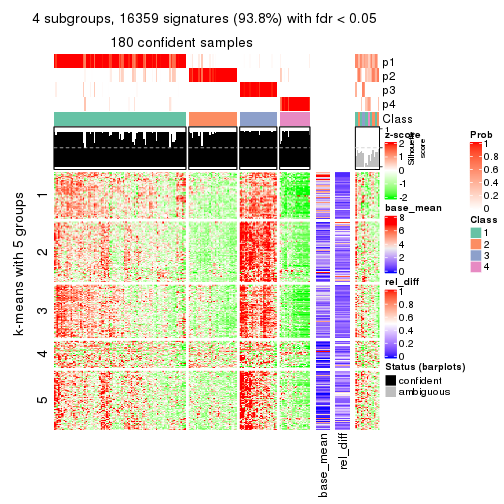 4 subgroups, 16359 signatures (93.8%) with fdr < 0.05
180 confident samples
p1
p2
p3
p4
Class
Silhouette
score
k-means with 5 groups
1
2
3
4
5
base_mean
rel_diff
z-score
2
1
0
-1
-2
base_mean
8
6
4
2
0
rel_diff
1
0.8
0.6
0.4
0.2
0
Status (barplots)
confident
ambiguous
Prob
1
0.8
0.6
0.4
0.2
0
Class
1
2
3
4